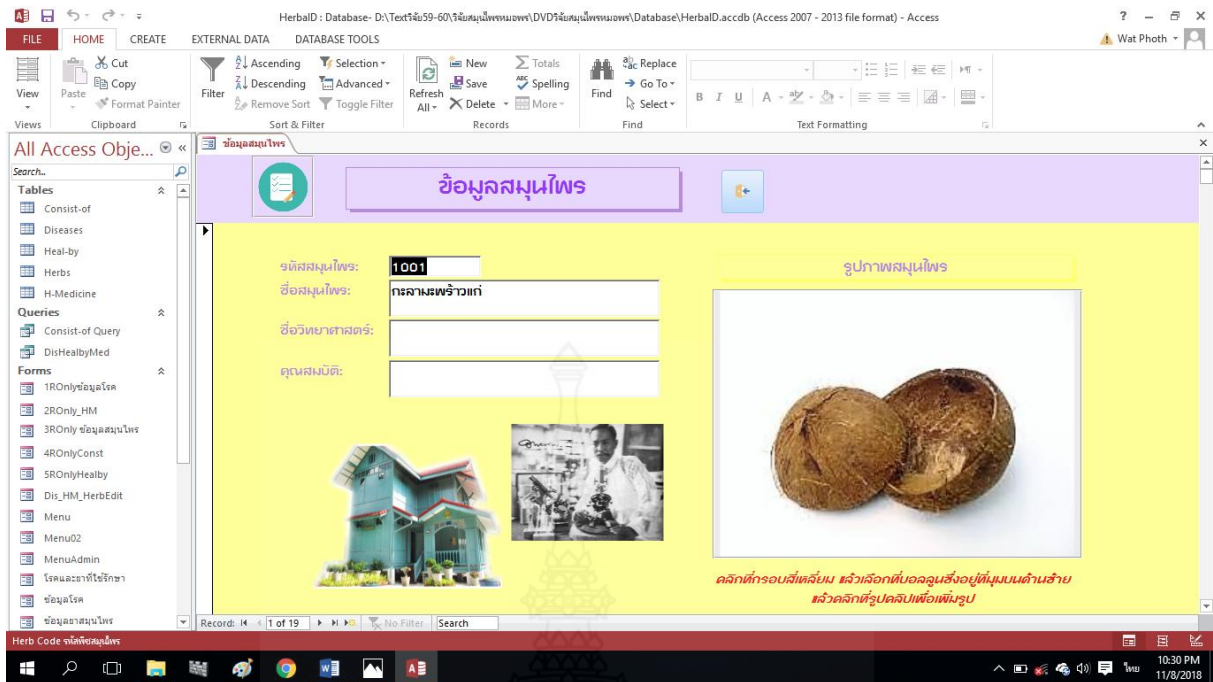 HerbalD : Database- D:\Textวิจัย59-60\วิจัยสมุนไพรหมอพร\DVDวิจัยสมุนไพรหมอพร\Database\HerbalD.accdb (Access 2007 - 2013 file format) - Access
FILE HOME CREATE EXTERNAL DATA DATABASE TOOLS Wat Photh
View
Views
Paste
Cut
Copy
Format Painter
Clipboard
Filter
Ascending
Descending
Remove Sort
Selection
Advanced
Toggle Filter
Sort & Filter
Refresh All
New
Save
Delete
Totals
Spelling
More
Records
Find
Replace
Go To
Select
Find
B I U A
Text Formatting
All Access Obje...
Search...
Tables
Consist-of
Diseases
Heal-by
Herbs
H-Medicine
Queries
Consist-of Query
DisHealbyMed
Forms
1ROnlyข้อมูลโรค
2ROnly_HM
3ROnly ข้อมูลสมุนไพร
4ROnlyConst
5ROnlyHealby
Dis_HM_HerbEdit
Menu
Menu02
MenuAdmin
โรคและยาที่ใช้รักษา
ข้อมูลโรค
ข้อมูลยาสมุนไพร
ข้อมูลสมุนไพร
ข้อมูลสมุนไพร
รหัสสมุนไพร: 1001
ชื่อสมุนไพร: กะลามะพร้าวแก่
ชื่อวิทยาศาสตร์:
คุณสมบัติ:
รูปภาพสมุนไพร
คลิกที่กรอบสี่เหลี่ยม แล้วเลือกที่บอลลูนซึ่งอยู่ที่มุมบนด้านซ้าย
แล้วคลิกที่รูปคลิปเพื่อเพิ่มรูป
Record: 1 of 19 No Filter Search
Herb Code รหัสพืชสมุนไพร
ไทย
10:30 PM
11/8/2018